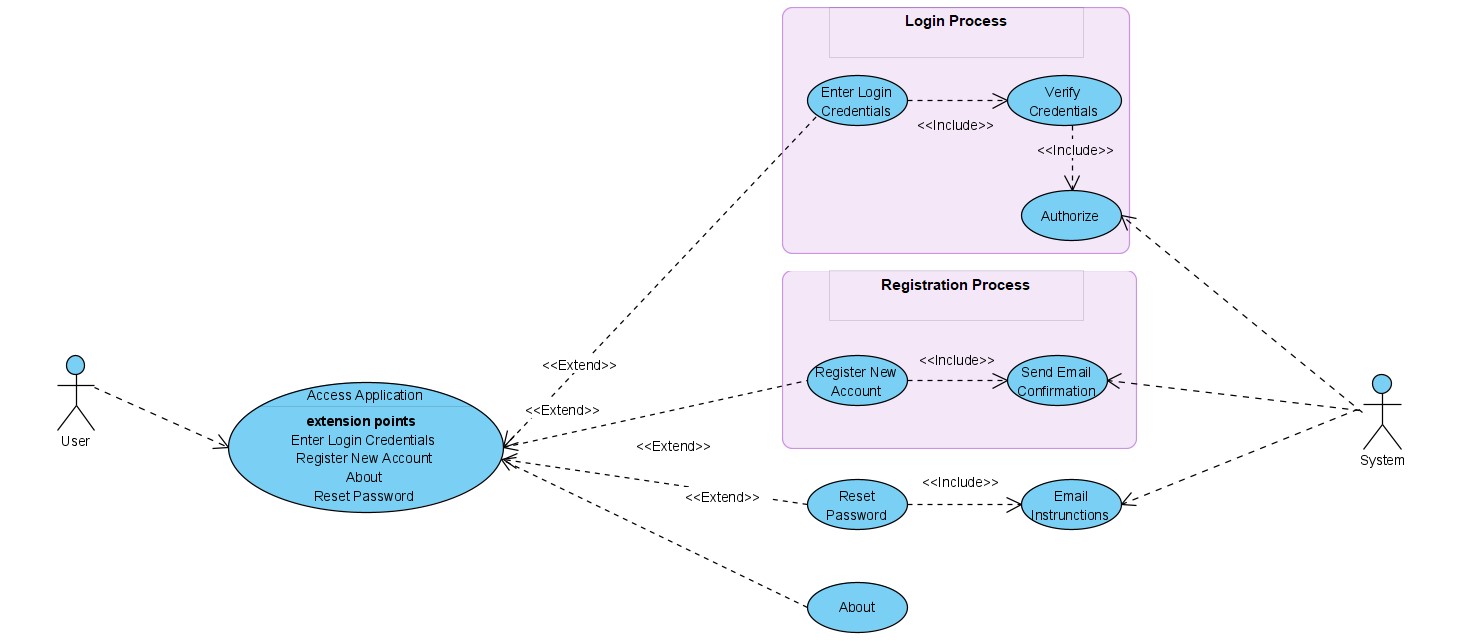 Login Process
Enter Login
Credentials
Verify
Credentials
<<Include>>
<<Include>>
Authorize
Registration Process
Register New
Account
<<Include>>
Send Email
Confirmation
<<Extend>>
<<Extend>>
<<Extend>>
<<Extend>>
User
Access Application
extension points
Enter Login Credentials
Register New Account
About
Reset Password
Reset
Password
<<Include>>
Email
Instrunctions
About
System